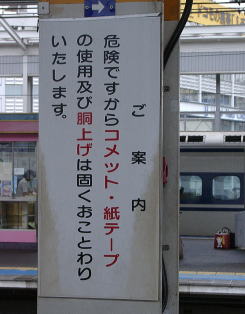 ご案内
危険ですからコメット・紙テープ
の使用及び胴上げは固くおことわり
いたします。